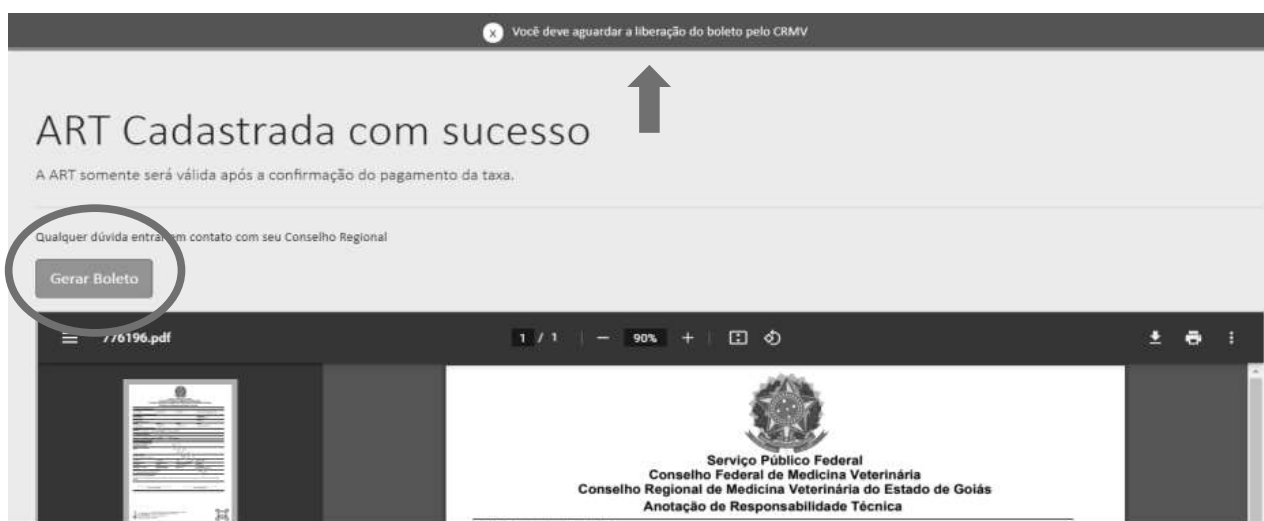 x Você deve aguardar a liberação do boleto pelo CRMV
ART Cadastrada com sucesso
A ART somente será válida após a confirmação do pagamento da taxa.
Qualquer dúvida entrar em contato com seu Conselho Regional
Gerar Boleto
776196.pdf 1 / 1 90%
Serviço Público Federal
Conselho Federal de Medicina Veterinária
Conselho Regional de Medicina Veterinária do Estado de Goiás
Anotação de Responsabilidade Técnica